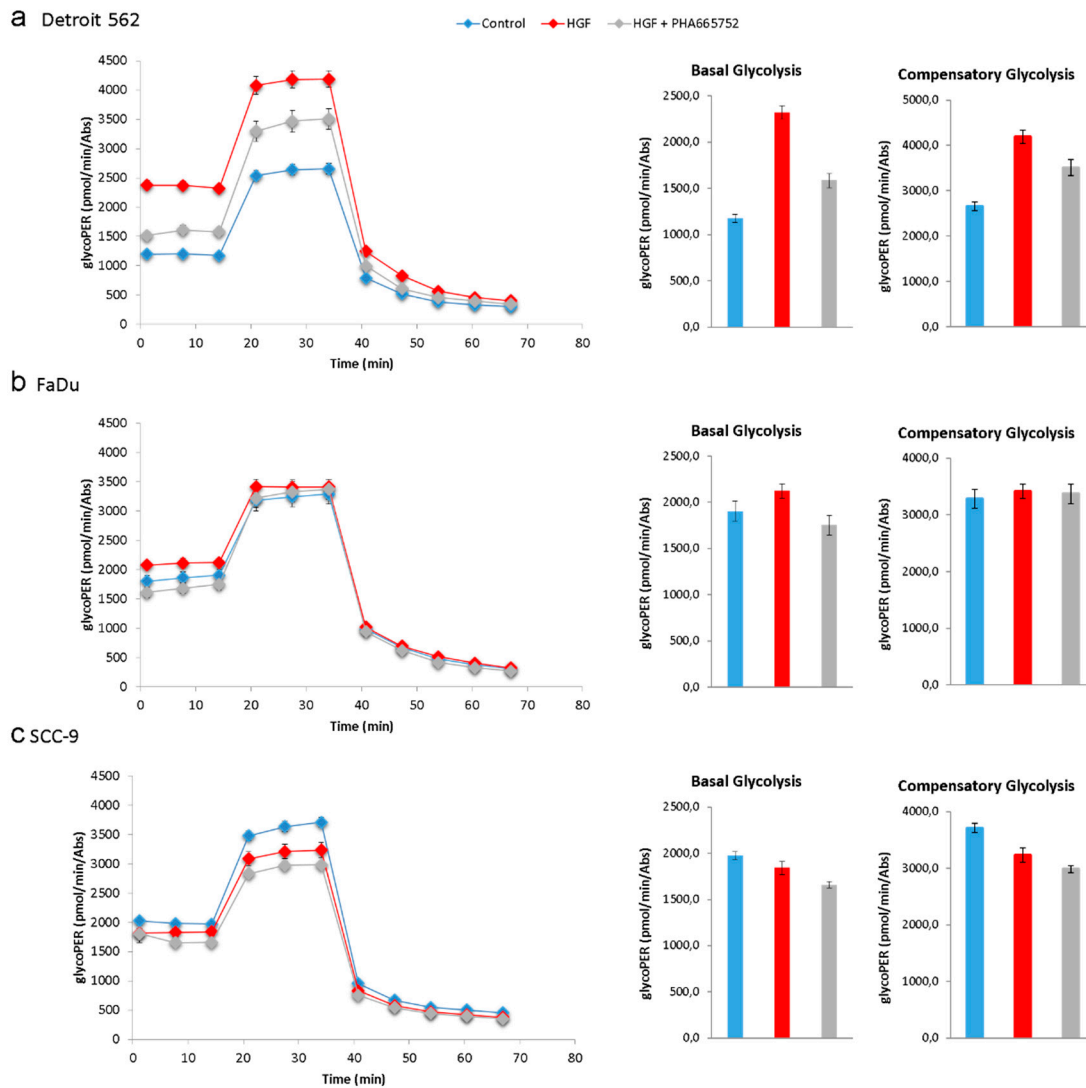 a Detroit 562
Control HGF HGF + PHA665752
glycoPER (pmol/min/Abs)
4500
4000
3500
3000
2500
2000
1500
1000
500
0
0 10 20 30 40 50 60 70 80
Time (min)
Basal Glycolysis
glycoPER (pmol/min/Abs)
2500,0
2000,0
1500,0
1000,0
500,0
0,0
Compensatory Glycolysis
glycoPER (pmol/min/Abs)
5000,0
4000,0
3000,0
2000,0
1000,0
0,0
b FaDu
glycoPER (pmol/min/Abs)
4500
4000
3500
3000
2500
2000
1500
1000
500
0
0 10 20 30 40 50 60 70 80
Time (min)
Basal Glycolysis
glycoPER (pmol/min/Abs)
2500,0
2000,0
1500,0
1000,0
500,0
0,0
Compensatory Glycolysis
glycoPER (pmol/min/Abs)
4000,0
3000,0
2000,0
1000,0
0,0
c SCC-9
glycoPER (pmol/min/Abs)
4500
4000
3500
3000
2500
2000
1500
1000
500
0
0 10 20 30 40 50 60 70 80
Time (min)
Basal Glycolysis
glycoPER (pmol/min/Abs)
2500,0
2000,0
1500,0
1000,0
500,0
0,0
Compensatory Glycolysis
glycoPER (pmol/min/Abs)
4000,0
3000,0
2000,0
1000,0
0,0